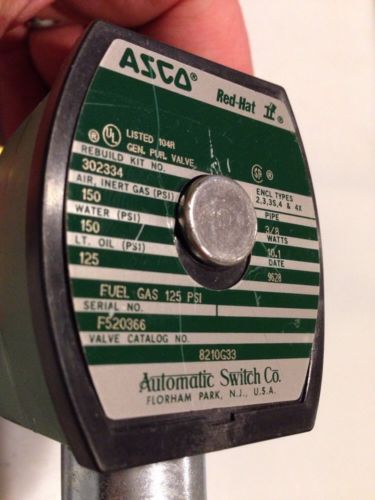 ASCO®
Red-Hat II®
® UL LISTED 104R
GEN. PUR. VALVE
REBUILD KIT NO.
302334
AIR, INERT GAS (PSI)
150
WATER (PSI)
150
LT. OIL (PSI)
125
SA ®
ENCL TYPES
2,3,3S,4 & 4X
PIPE
3/8
WATTS
10.1
DATE
9628
FUEL GAS 125 PSI
SERIAL NO.
F520366
VALVE CATALOG NO.
8210G33
Automatic Switch Co.
FLORHAM PARK, N.J., U.S.A.